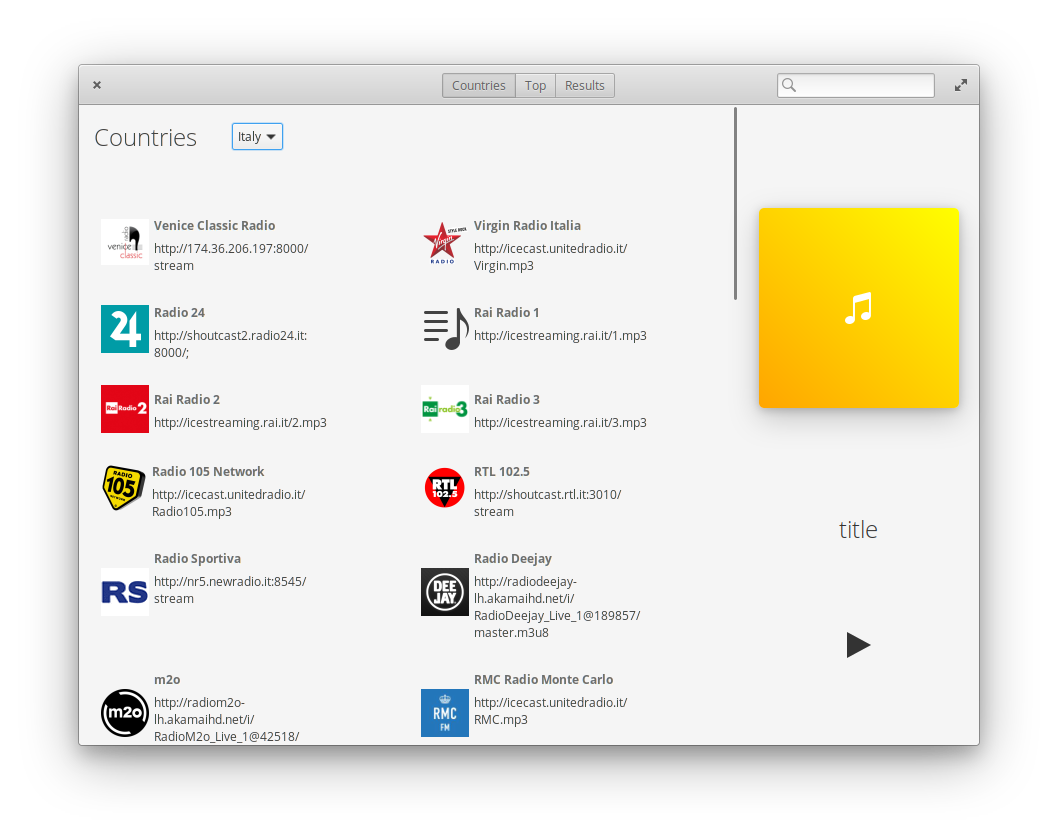 Countries Top Results
Countries Italy
Venice Classic Radio
http://174.36.206.197:8000/
stream
radio
venice
classic
Virgin Radio Italia
http://icecast.unitedradio.it/
Virgin.mp3
STYLE ROCK
Virgin
RADIO
Radio 24
http://shoutcast2.radio24.it:
8000/;
24
Rai Radio 1
http://icestreaming.rai.it/1.mp3
Rai Radio 2
http://icestreaming.rai.it/2.mp3
Rai Radio 2
Rai Radio 3
http://icestreaming.rai.it/3.mp3
Rai radio 3
Radio 105 Network
http://icecast.unitedradio.it/
Radio105.mp3
RADIO
105
NETWORK
RTL 102.5
http://shoutcast.rtl.it:3010/
stream
RTL
102.5
title
Radio Sportiva
http://nr5.newradio.it:8545/
stream
RS
Radio Deejay
http://radiodeejay-
lh.akamaihd.net/i/
RadioDeejay_Live_1@189857/
master.m3u8
DEE
JAY
m2o
http://radiom2o-
lh.akamaihd.net/i/
RadioM2o_Live_1@42518/
m2o
RMC Radio Monte Carlo
http://icecast.unitedradio.it/
RMC.mp3
RMC
FM